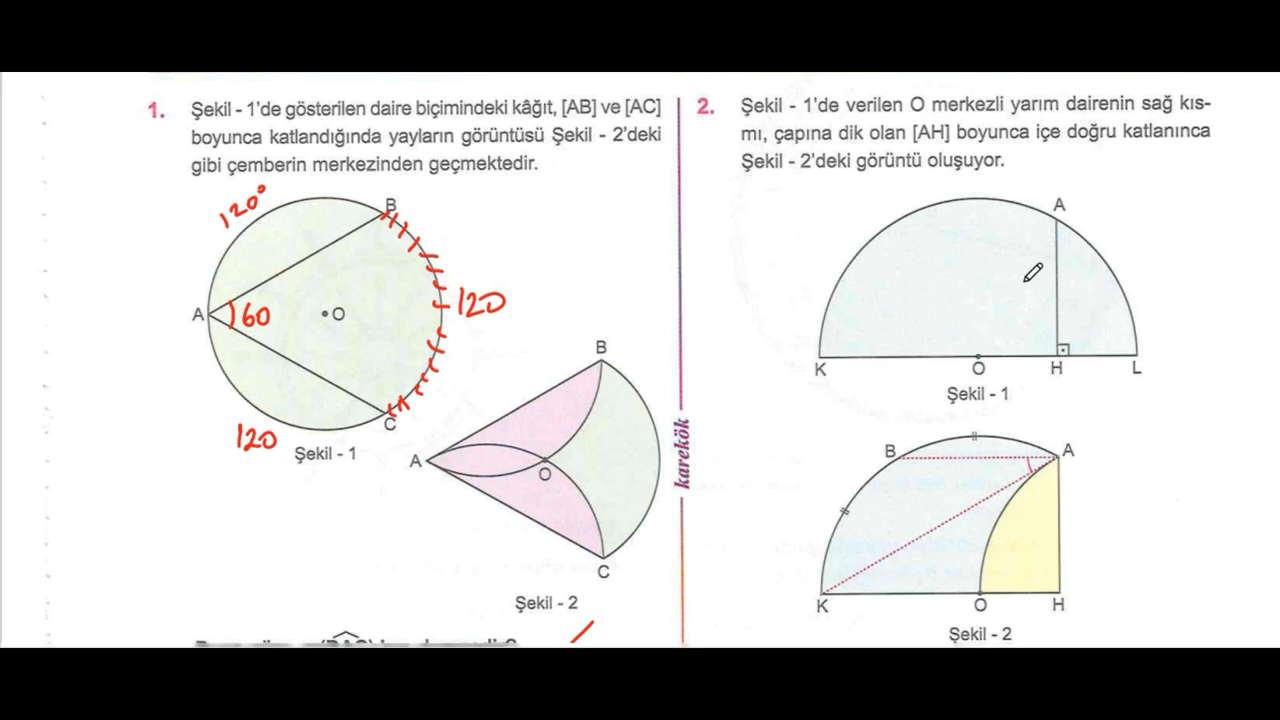 1. Şekil - 1'de gösterilen daire biçimindeki kâğıt, [AB] ve [AC]
boyunca katlandığında yayların görüntüsü Şekil - 2'deki
gibi çemberin merkezinden geçmektedir.
120°
B
A
60
O
120
120
C
Şekil - 1
B
A
O
C
Şekil - 2
karekök
2. Şekil - 1'de verilen O merkezli yarım dairenin sağ kıs-
mı, çapına dik olan [AH] boyunca içe doğru katlanınca
Şekil - 2'deki görüntü oluşuyor.
A
K
O
H
L
Şekil - 1
B
A
K
O
H
Şekil - 2